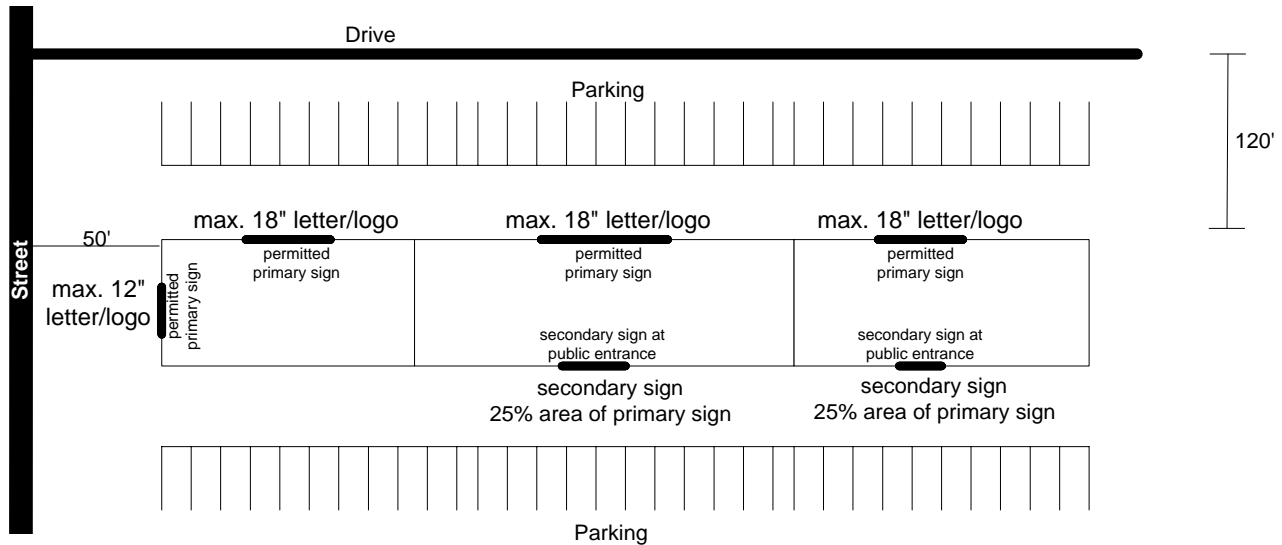 Drive
Parking
120'
max. 18" letter/logo
max. 18" letter/logo
max. 18" letter/logo
50'
Street
permitted
primary sign
permitted
primary sign
permitted
primary sign
max. 12"
letter/logo
permitted
primary sign
secondary sign at
public entrance
secondary sign at
public entrance
secondary sign
25% area of primary sign
secondary sign
25% area of primary sign
Parking